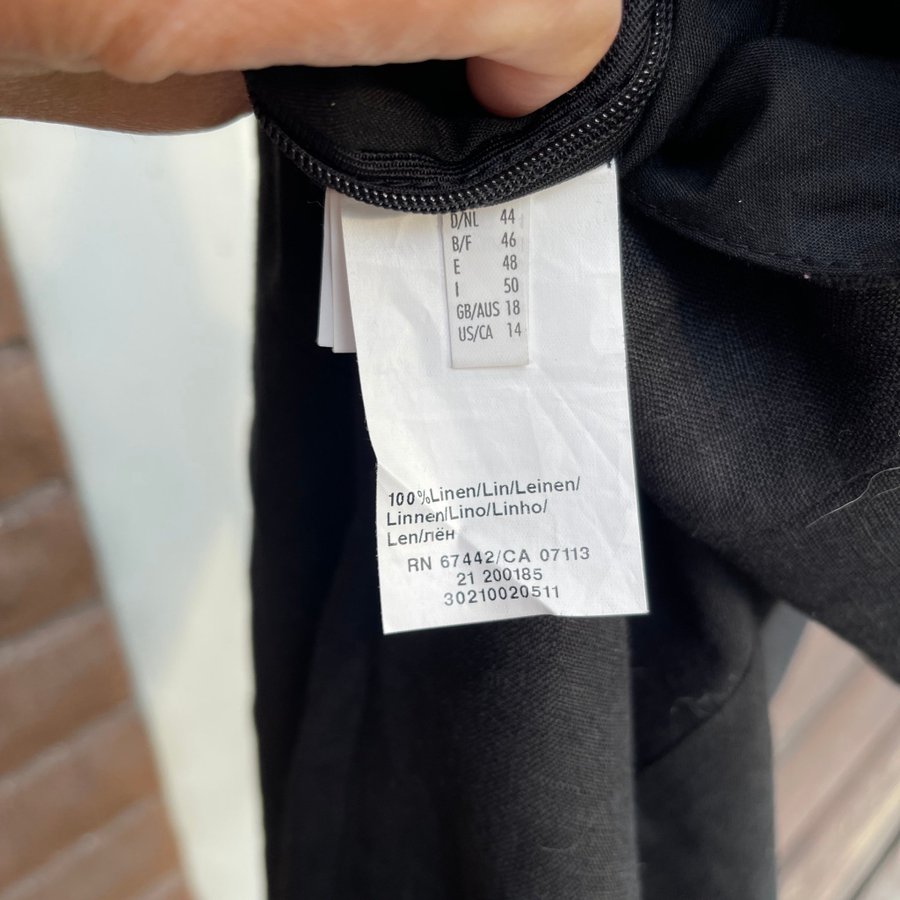 D/NL 44
B/F 46
E 48
I 50
GB/AUS 18
US/CA 14
100%Linen/Lin/Leinen/
Linnen/Lino/Linho/
Len/лён
RN 67442/CA 07113
21 200185
30210020511